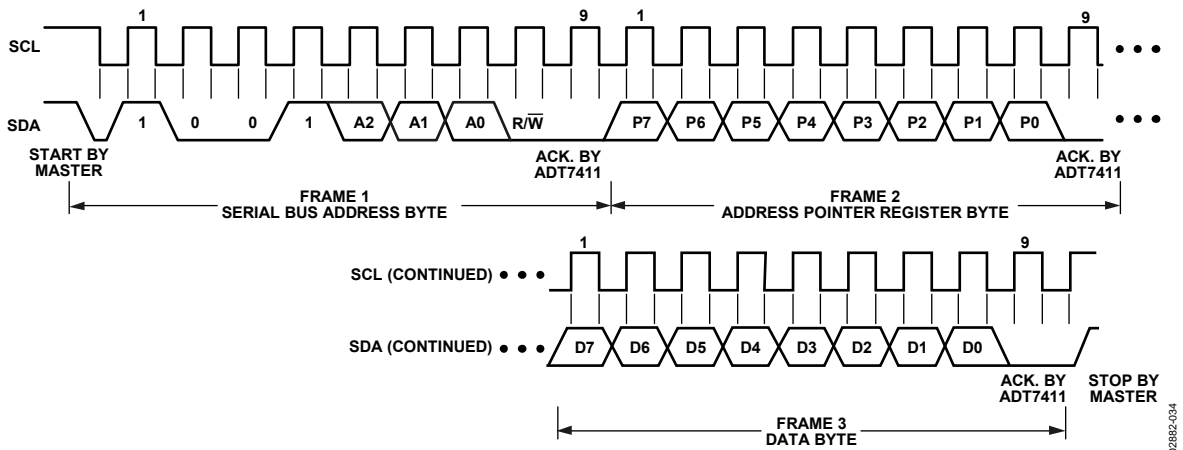 1 9 1 9
SCL
SDA 1 0 0 1 A2 A1 A0 R/W̅ P7 P6 P5 P4 P3 P2 P1 P0
START BY
MASTER
ACK. BY
ADT7411
ACK. BY
ADT7411
FRAME 1
SERIAL BUS ADDRESS BYTE
FRAME 2
ADDRESS POINTER REGISTER BYTE
1 9
SCL (CONTINUED)
SDA (CONTINUED) D7 D6 D5 D4 D3 D2 D1 D0
ACK. BY
ADT7411
STOP BY
MASTER
FRAME 3
DATA BYTE
02882-034